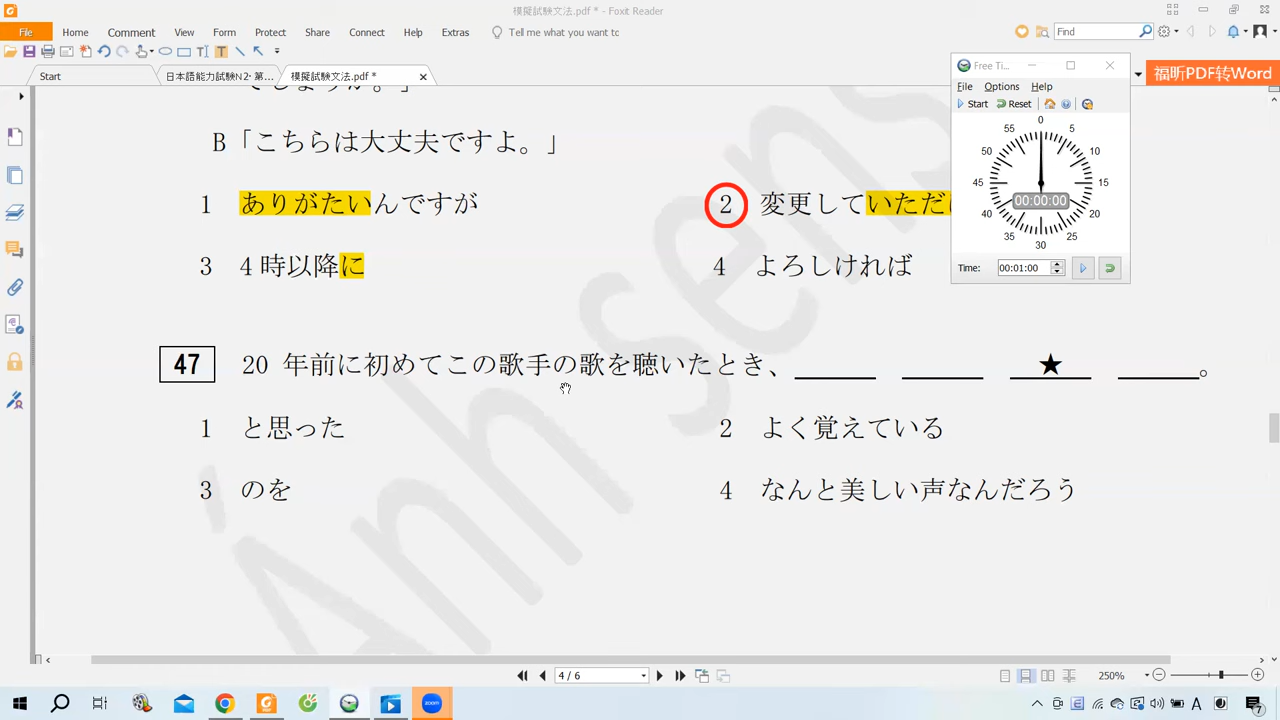 模擬試験文法.pdf * - Foxit Reader
File Home Comment View Form Protect Share Connect Help Extras Tell me what you want to Find
Start 日本語能力試験N2- 第... 模擬試験文法.pdf * 福昕PDF转Word
B「こちらは大丈夫ですよ。」
1 ありがたいんですが 2 変更していただ
3 4時以降に 4 よろしければ
47 20 年前に初めてこの歌手の歌を聴いたとき、 ★ 。
1 と思った 2 よく覚えている
3 のを 4 なんと美しい声なんだろう
Ánh sens
Free Ti...
File Options Help
Start Reset
0 5 10 15 20 30 35 40 45 50 55
00:00:00
Time: 00:01:00
4 / 6 250%
zoom A 7